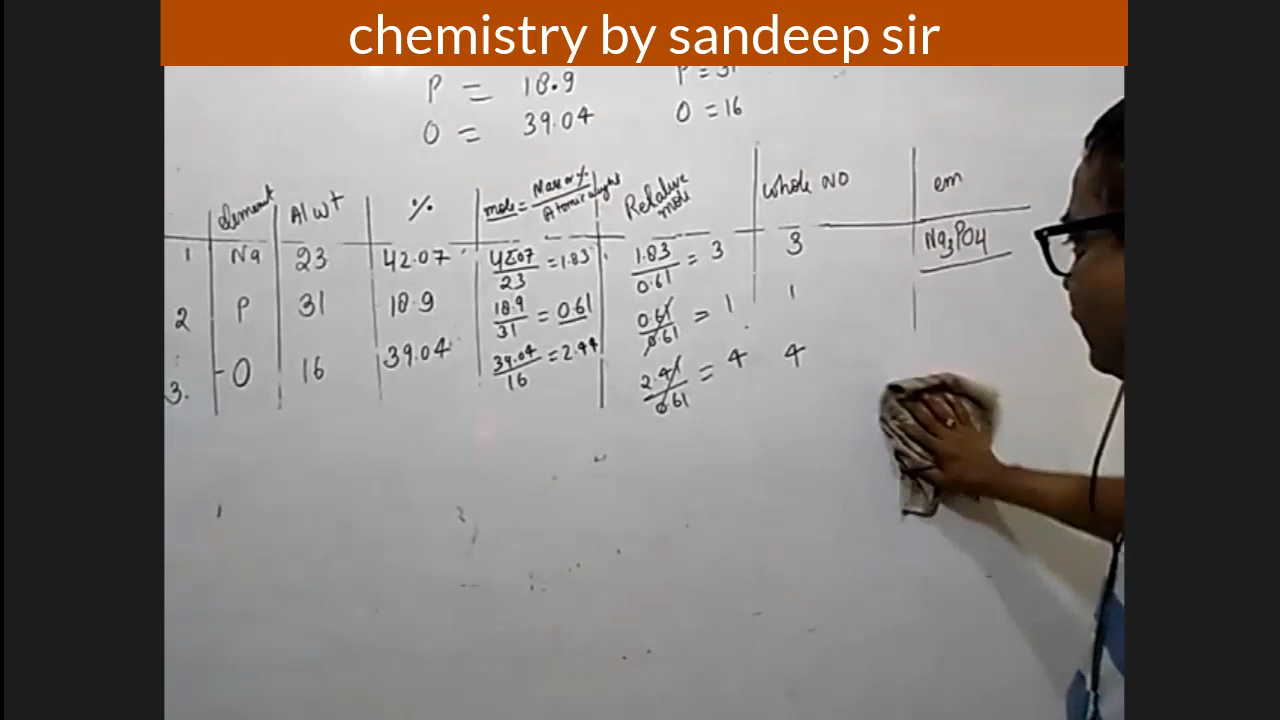 chemistry by sandeep sir
P = 18.9 P = 31
O = 39.04 O = 16
Element At wt % mole = Mass or % / Atomic weight Relative mole Whole NO em
1 Na 23 42.07 42.07/23 = 1.83 1.83/0.61 = 3 3 Na3PO4
2 P 31 18.9 18.9/31 = 0.61 0.61/0.61 = 1 1
3. O 16 39.04 39.04/16 = 2.44 2.41/0.61 = 4 4